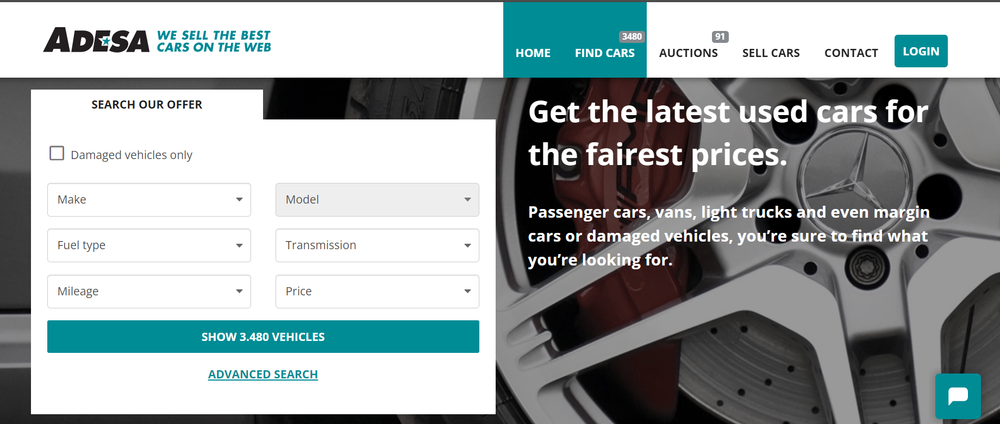 ADESA WE SELL THE BEST
CARS ON THE WEB
HOME
FIND CARS 3480
AUCTIONS 91
SELL CARS
CONTACT
LOGIN
SEARCH OUR OFFER
Damaged vehicles only
Make
Model
Fuel type
Transmission
Mileage
Price
SHOW 3.480 VEHICLES
ADVANCED SEARCH
Get the latest used cars for
the fairest prices.
Passenger cars, vans, light trucks and even margin
cars or damaged vehicles, you’re sure to find what
you’re looking for.